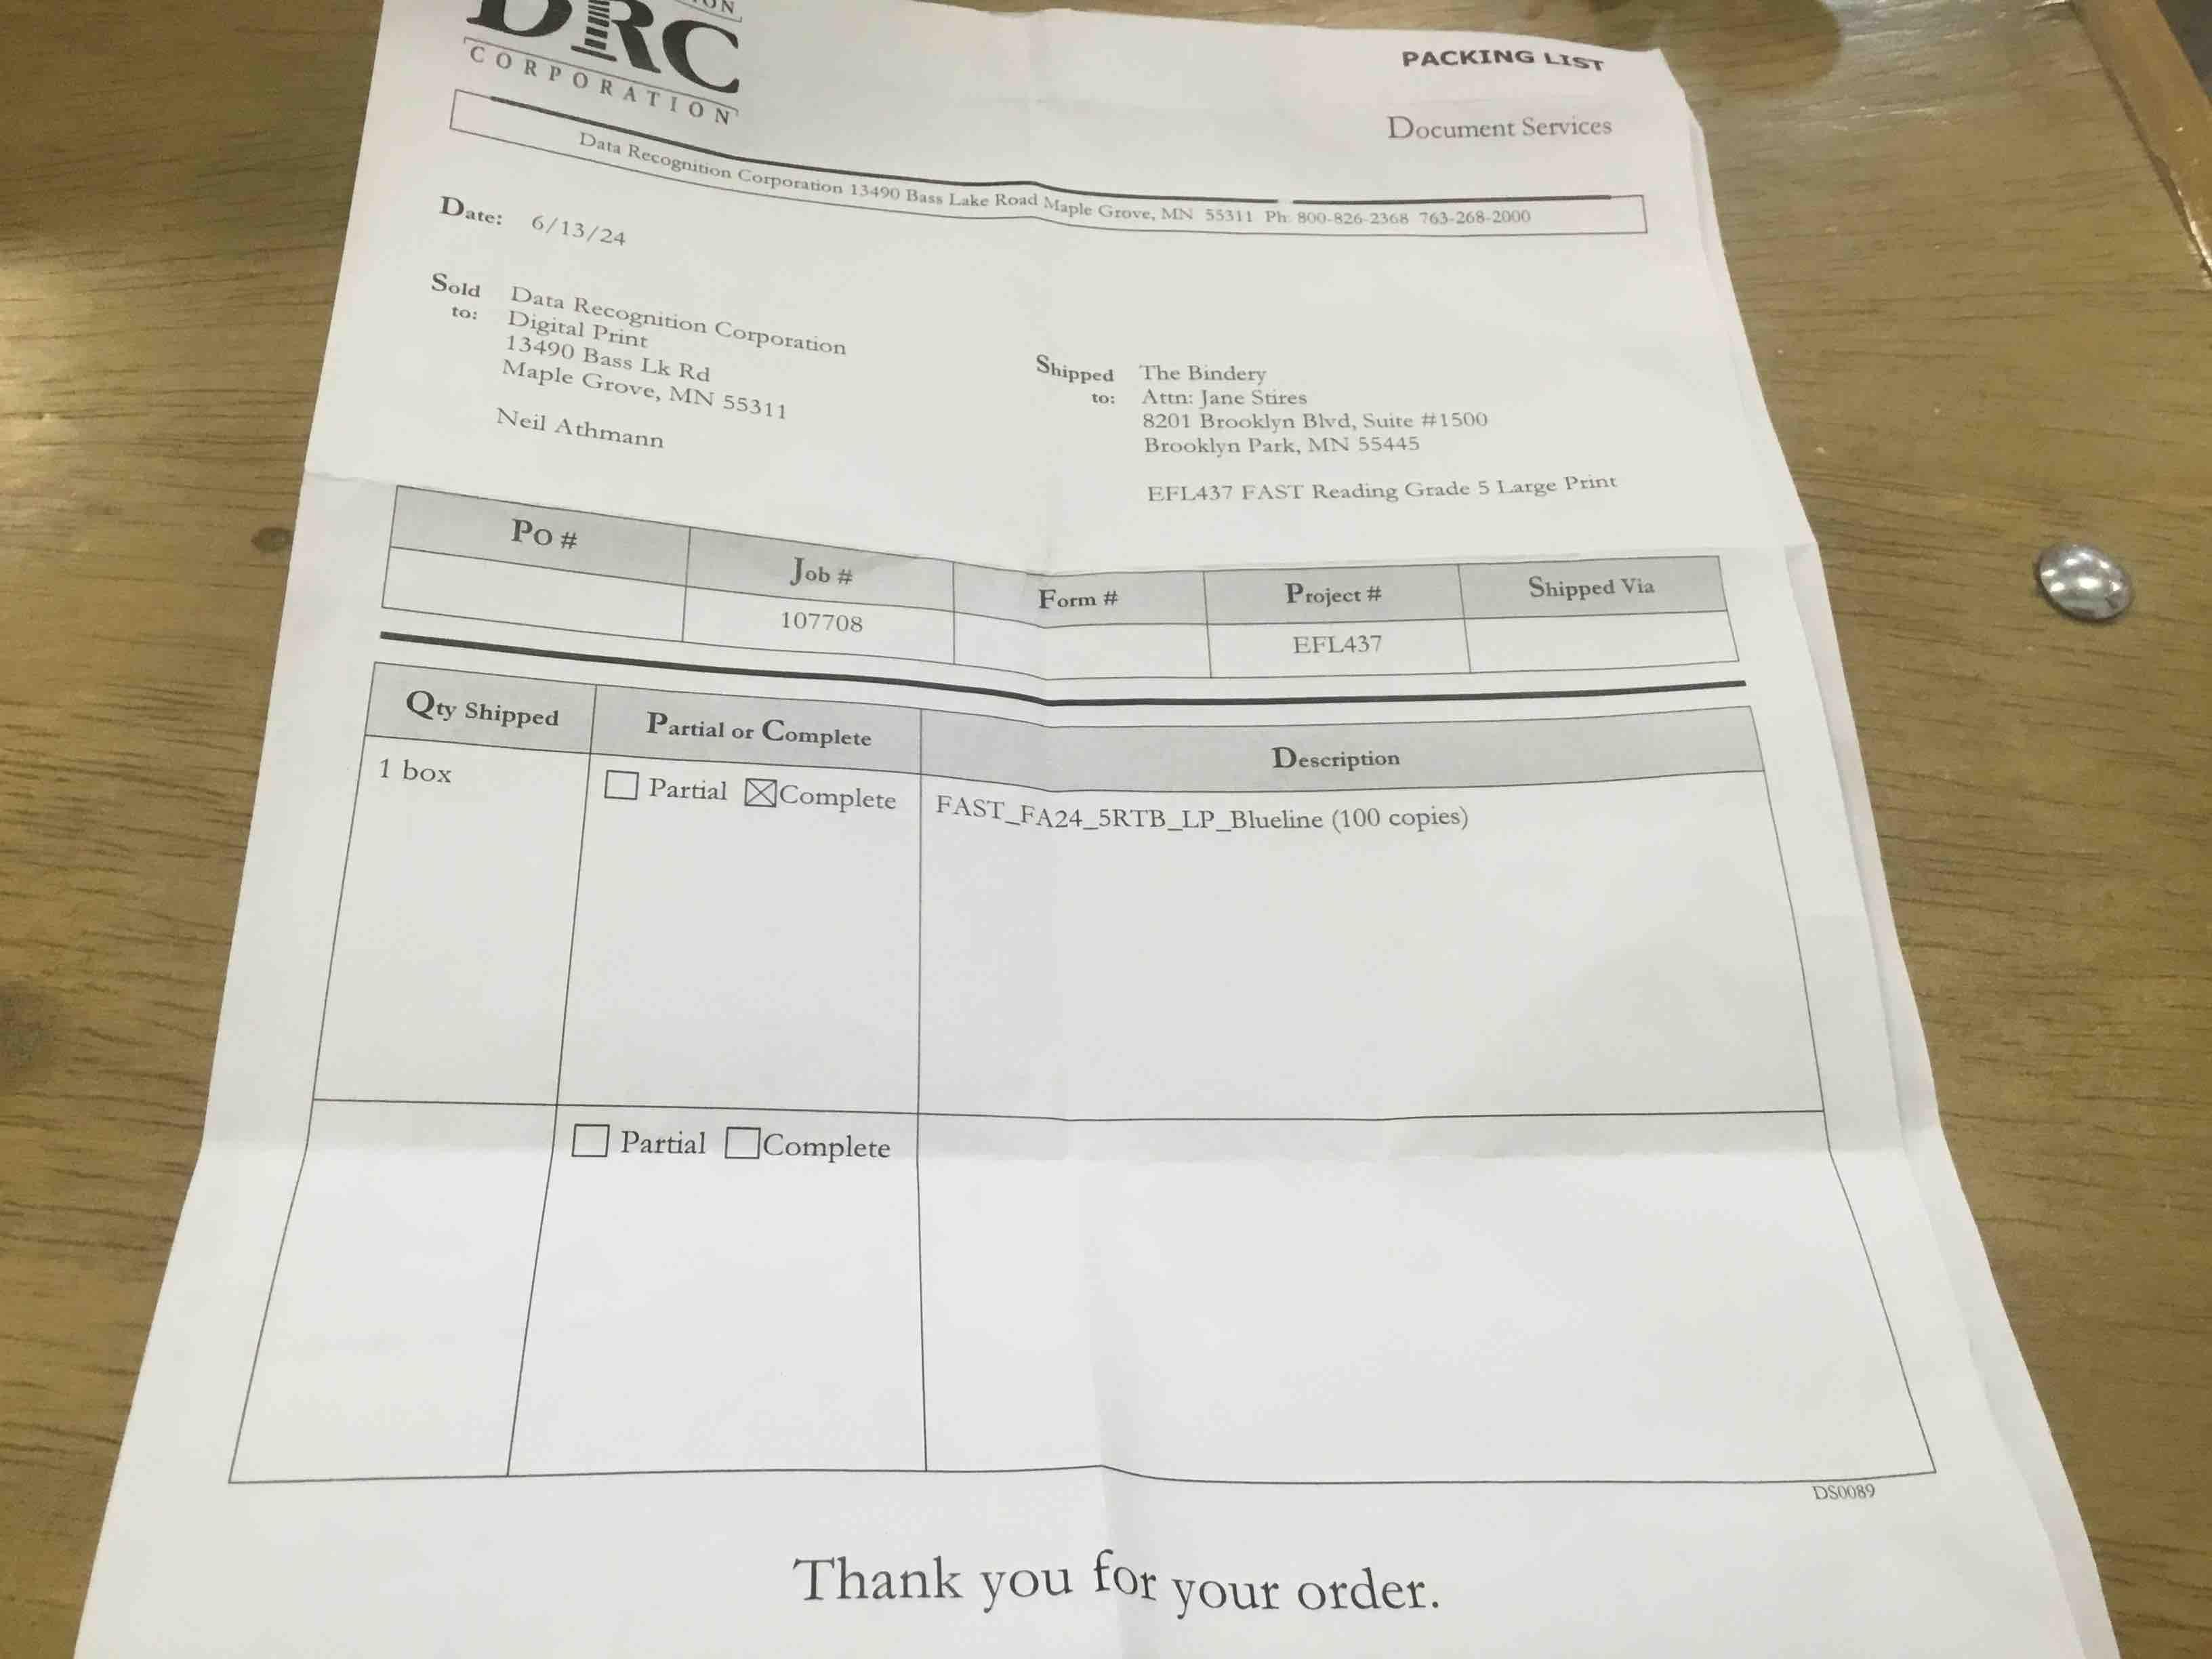 DRC
CORPORATION
PACKING LIST
Document Services
Data Recognition Corporation 13490 Bass Lake Road Maple Grove, MN 55311 Ph: 800-826-2368 763-268-2000
Date: 6/13/24
Sold to: Data Recognition Corporation
Digital Print
13490 Bass Lk Rd
Maple Grove, MN 55311
Neil Athmann
Shipped to: The Bindery
Attn: Jane Stires
8201 Brooklyn Blvd, Suite #1500
Brooklyn Park, MN 55445
EFL437 FAST Reading Grade 5 Large Print
Po # Job # Form # Project # Shipped Via
107708 EFL437
Qty Shipped Partial or Complete Description
1 box Partial Complete FAST_FA24_5RTB_LP_Blueline (100 copies)
Partial Complete
DS0089
Thank you for your order.